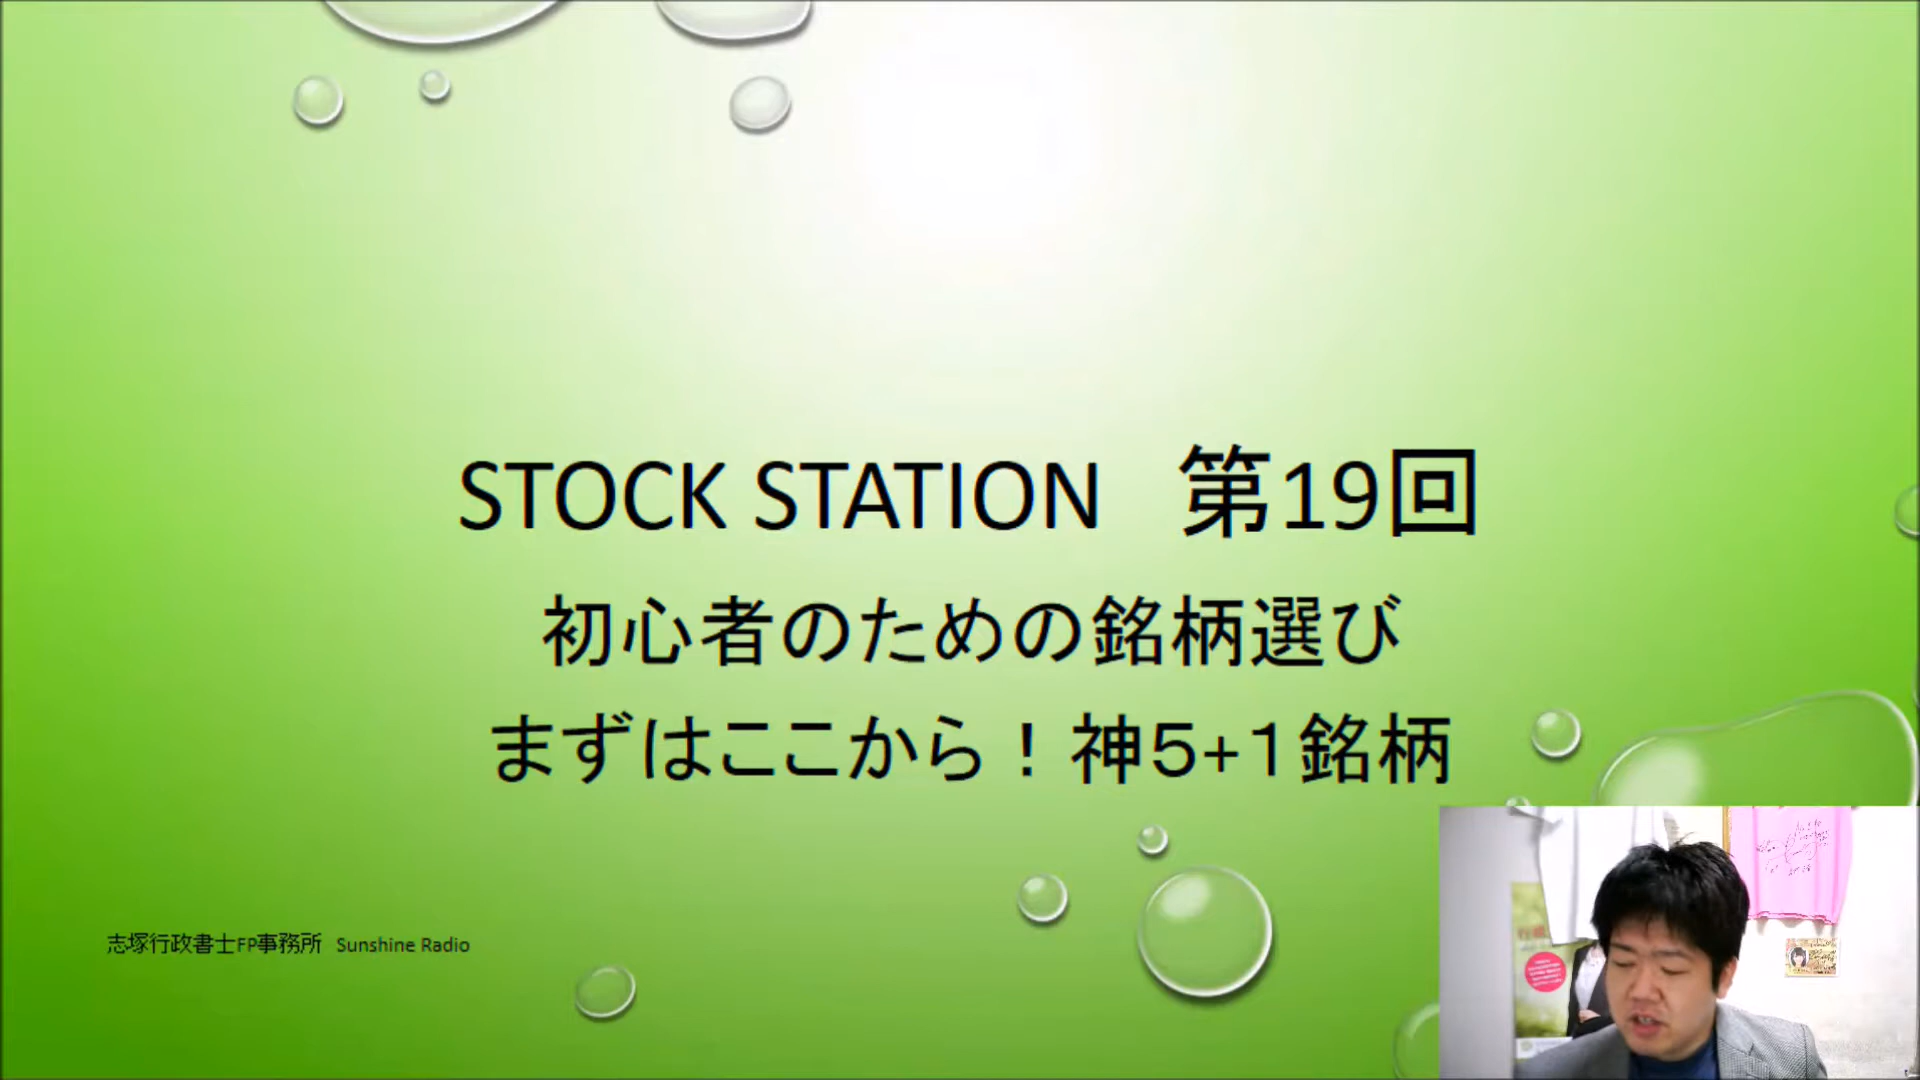 STOCK STATION　第19回
初心者のための銘柄選び
まずはここから！神5+1銘柄
志塚行政書士FP事務所　Sunshine Radio